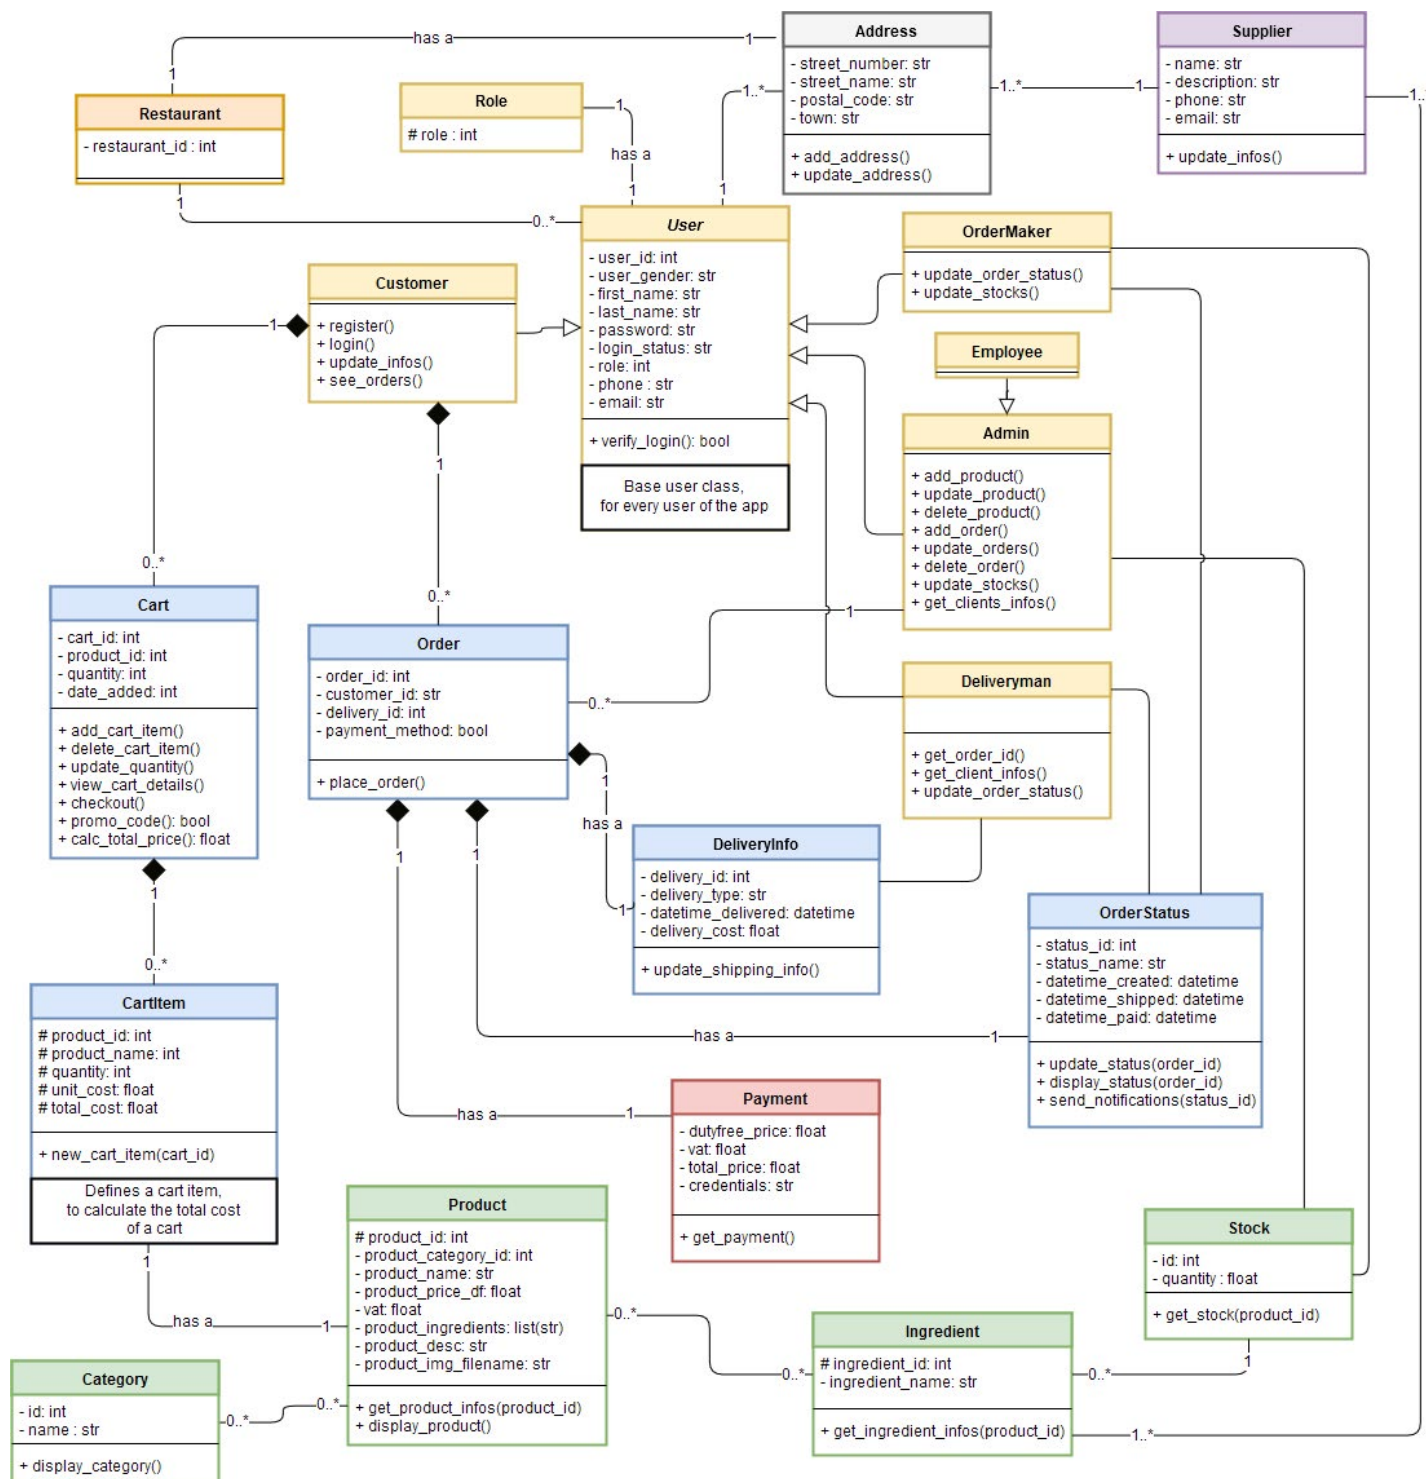 has a
1
1
Address
- street_number: str
- street_name: str
- postal_code: str
- town: str
+ add_address()
+ update_address()
1..*
1
1..*
1
Supplier
- name: str
- description: str
- phone: str
- email: str
+ update_infos()
Restaurant
- restaurant_id : int
1
0..*
Role
# role : int
1
has a
1
User
- user_id: int
- user_gender: str
- first_name: str
- last_name: str
- password: str
- login_status: str
- role: int
- phone : str
- email: str
+ verify_login(): bool
Base user class,
for every user of the app
OrderMaker
+ update_order_status()
+ update_stocks()
Customer
+ register()
+ login()
+ update_infos()
+ see_orders()
1
0..*
1
0..*
Employee
Admin
+ add_product()
+ update_product()
+ delete_product()
+ add_order()
+ update_orders()
+ delete_order()
+ update_stocks()
+ get_clients_infos()
1
0..*
Cart
- cart_id: int
- product_id: int
- quantity: int
- date_added: int
+ add_cart_item()
+ delete_cart_item()
+ update_quantity()
+ view_cart_details()
+ checkout()
+ promo_code(): bool
+ calc_total_price(): float
1
0..*
Order
- order_id: int
- customer_id: str
- delivery_id: int
- payment_method: bool
+ place_order()
1
has a
1
1
1
Deliveryman
+ get_order_id()
+ get_client_infos()
+ update_order_status()
DeliveryInfo
- delivery_id: int
- delivery_type: str
- datetime_delivered: datetime
- delivery_cost: float
+ update_shipping_info()
OrderStatus
- status_id: int
- status_name: str
- datetime_created: datetime
- datetime_shipped: datetime
- datetime_paid: datetime
+ update_status(order_id)
+ display_status(order_id)
+ send_notifications(status_id)
has a
1
CartItem
# product_id: int
# product_name: int
# quantity: int
# unit_cost: float
# total_cost: float
+ new_cart_item(cart_id)
Defines a cart item,
to calculate the total cost
of a cart
1
has a
1
has a
1
Payment
- dutyfree_price: float
- vat: float
- total_price: float
- credentials: str
+ get_payment()
Product
# product_id: int
- product_category_id: int
- product_name: str
- product_price_df: float
- vat: float
- product_ingredients: list(str)
- product_desc: str
- product_img_filename: str
+ get_product_infos(product_id)
+ display_product()
0..*
0..*
Stock
- id: int
- quantity : float
+ get_stock(product_id)
1
0..*
Ingredient
# ingredient_id: int
- ingredient_name: str
+ get_ingredient_infos(product_id)
1..*
Category
- id: int
- name : str
+ display_category()
0..*
0..*